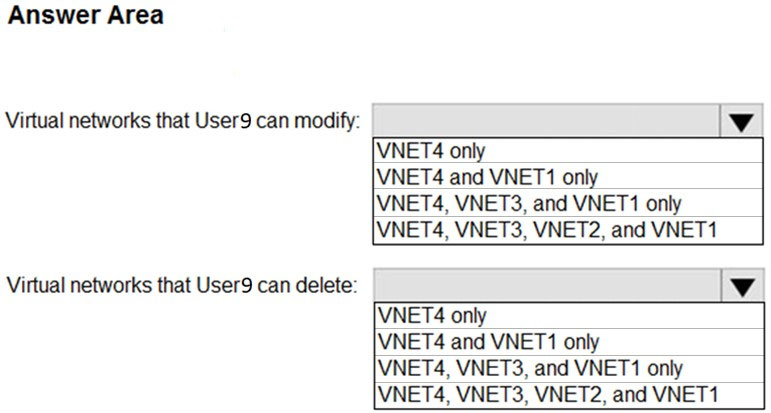 Answer Area
Virtual networks that User9 can modify:
VNET4 only
VNET4 and VNET1 only
VNET4, VNET3, and VNET1 only
VNET4, VNET3, VNET2, and VNET1
Virtual networks that User9 can delete:
VNET4 only
VNET4 and VNET1 only
VNET4, VNET3, and VNET1 only
VNET4, VNET3, VNET2, and VNET1